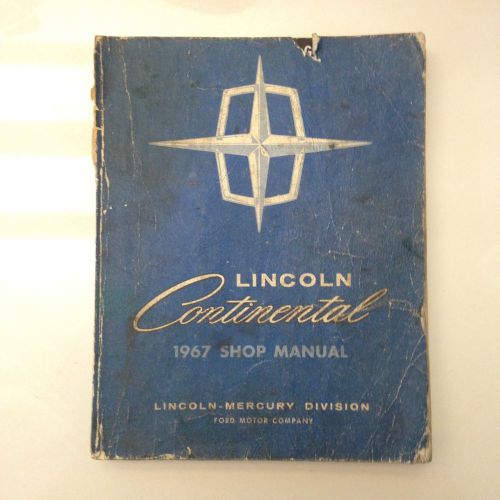 LINCOLN
Continental
1967 SHOP MANUAL
LINCOLN-MERCURY DIVISION
FORD MOTOR COMPANY